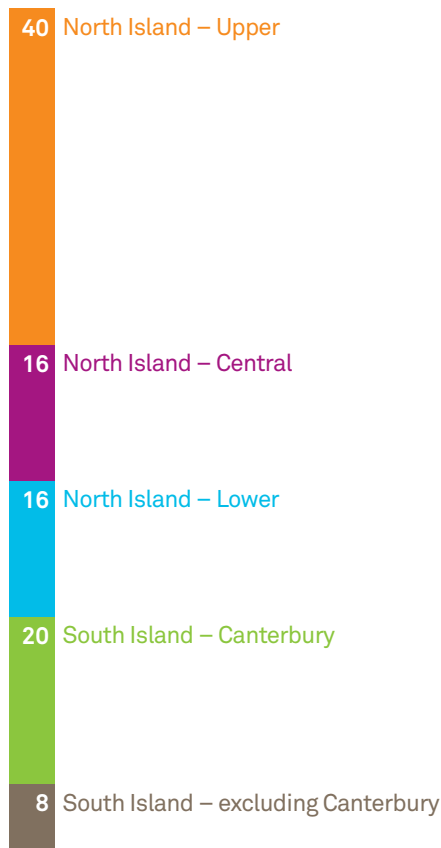 40 North Island – Upper
16 North Island – Central
16 North Island – Lower
20 South Island – Canterbury
8 South Island – excluding Canterbury